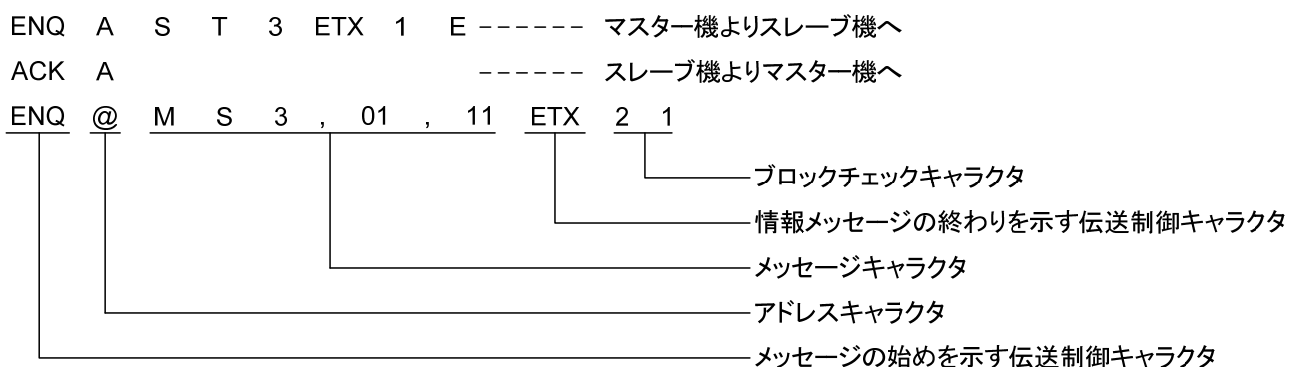 ENQ A S T 3 ETX 1 E ------ マスター機よりスレーブ機へ
ACK A ------ スレーブ機よりマスター機へ
ENQ @ M S 3 , 01 , 11 ETX 2 1
ブロックチェックキャラクタ
情報メッセージの終わりを示す伝送制御キャラクタ
メッセージキャラクタ
アドレスキャラクタ
メッセージの始めを示す伝送制御キャラクタ